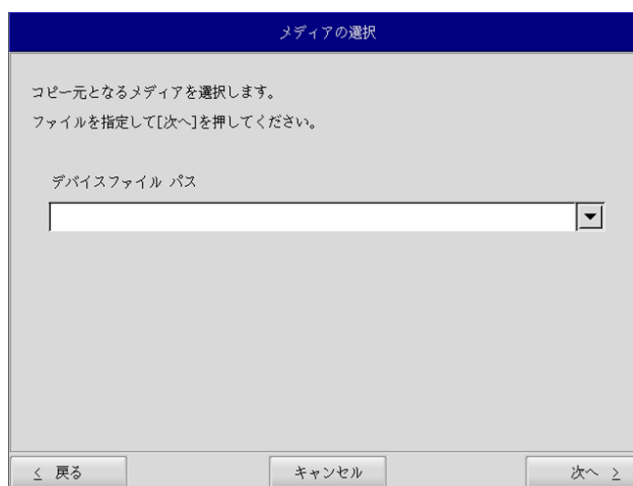 メディアの選択
コピー元となるメディアを選択します。
ファイルを指定して[次へ]を押してください。
デバイスファイル パス
< 戻る
キャンセル
次へ >